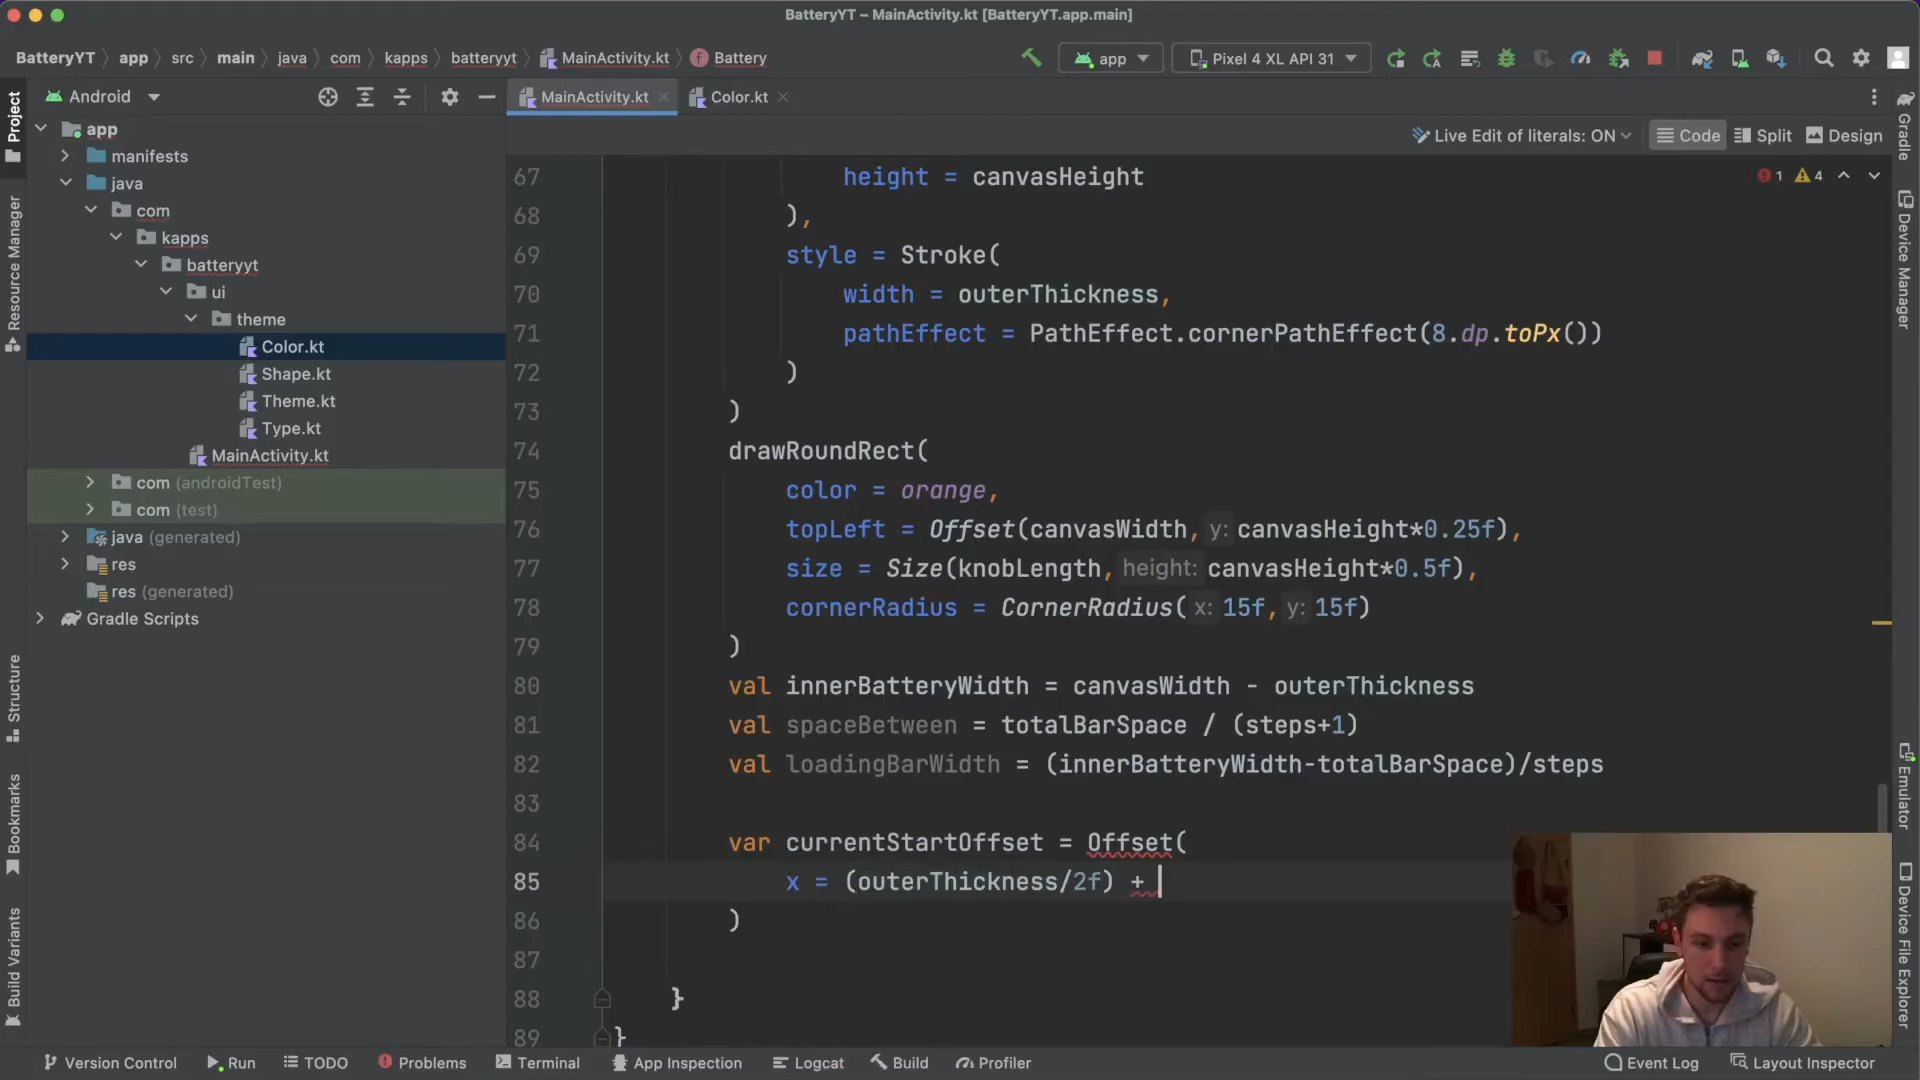 BatteryYT – MainActivity.kt [BatteryYT.app.main]
BatteryYT app src main java com kapps batteryyt MainActivity.kt Battery
app
Pixel 4 XL API 31
Android
MainActivity.kt
Color.kt
Live Edit of literals: ON
Code
Split
Design
1
4
Project
Resource Manager
Structure
Bookmarks
Build Variants
app
manifests
java
com
kapps
batteryyt
ui
theme
Color.kt
Shape.kt
Theme.kt
Type.kt
MainActivity.kt
com (androidTest)
com (test)
java (generated)
res
res (generated)
Gradle Scripts
67 height = canvasHeight
68 ),
69 style = Stroke(
70 width = outerThickness,
71 pathEffect = PathEffect.cornerPathEffect(8.dp.toPx())
72 )
73 )
74 drawRoundRect(
75 color = orange,
76 topLeft = Offset(canvasWidth, y: canvasHeight*0.25f),
77 size = Size(knobLength, height: canvasHeight*0.5f),
78 cornerRadius = CornerRadius( x: 15f, y: 15f)
79 )
80 val innerBatteryWidth = canvasWidth - outerThickness
81 val spaceBetween = totalBarSpace / (steps+1)
82 val loadingBarWidth = (innerBatteryWidth-totalBarSpace)/steps
83
84 var currentStartOffset = Offset(
85 x = (outerThickness/2f) +
86 )
87
88 }
89 }
Gradle
Device Manager
Emulator
Device File Explorer
Version Control
Run
TODO
Problems
Terminal
App Inspection
Logcat
Build
Profiler
Event Log
Layout Inspector